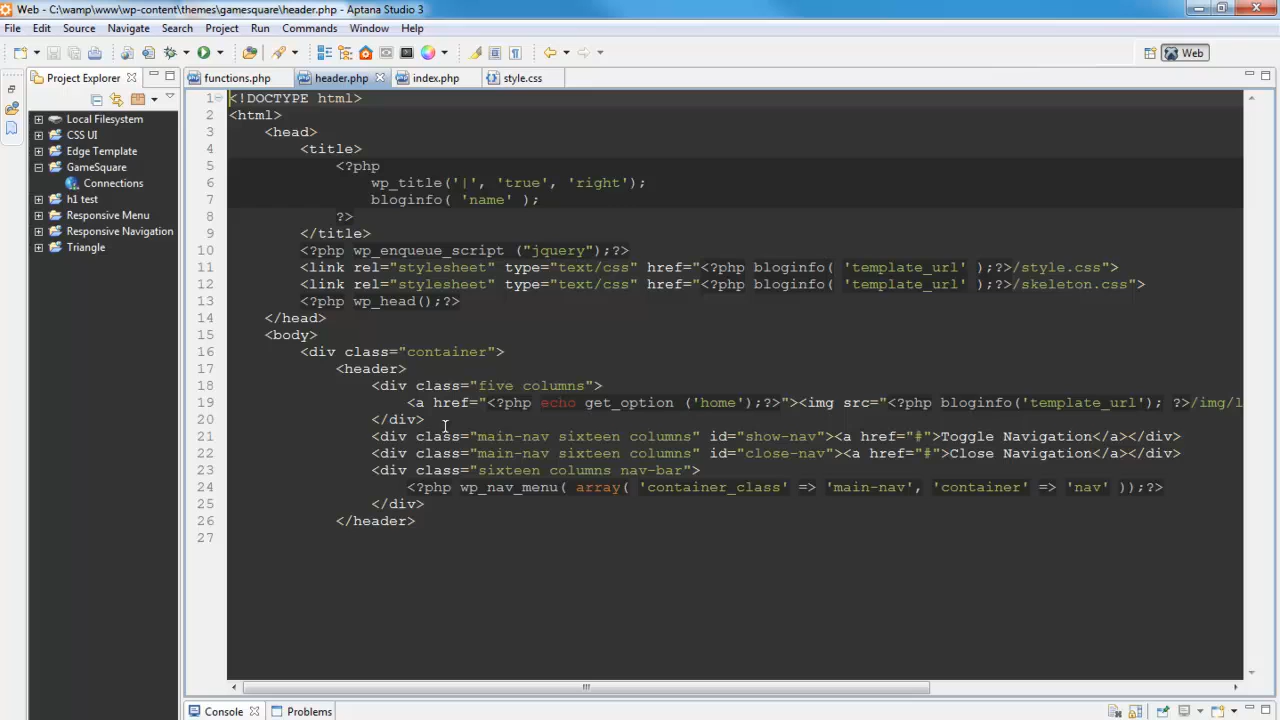 Web - C:\wamp\www\wp-content\themes\gamesquare\header.php - Aptana Studio 3
File Edit Source Navigate Search Project Run Commands Window Help
Web
Project Explorer
functions.php header.php index.php style.css
Local Filesystem
CSS UI
Edge Template
GameSquare
Connections
h1 test
Responsive Menu
Responsive Navigation
Triangle
1 <!DOCTYPE html>
2 <html>
3 <head>
4 <title>
5 <?php
6 wp_title('|', 'true', 'right');
7 bloginfo( 'name' );
8 ?>
9 </title>
10 <?php wp_enqueue_script ("jquery");?>
11 <link rel="stylesheet" type="text/css" href="<?php bloginfo( 'template_url' );?>/style.css">
12 <link rel="stylesheet" type="text/css" href="<?php bloginfo( 'template_url' );?>/skeleton.css">
13 <?php wp_head();?>
14 </head>
15 <body>
16 <div class="container">
17 <header>
18 <div class="five columns">
19 <a href="<?php echo get_option ('home');?>"><img src="<?php bloginfo('template_url'); ?>/img/l
20 </div>
21 <div class="main-nav sixteen columns" id="show-nav"><a href="#">Toggle Navigation</a></div>
22 <div class="main-nav sixteen columns" id="close-nav"><a href="#">Close Navigation</a></div>
23 <div class="sixteen columns nav-bar">
24 <?php wp_nav_menu( array( 'container_class' => 'main-nav', 'container' => 'nav' ));?>
25 </div>
26 </header>
27
Console Problems